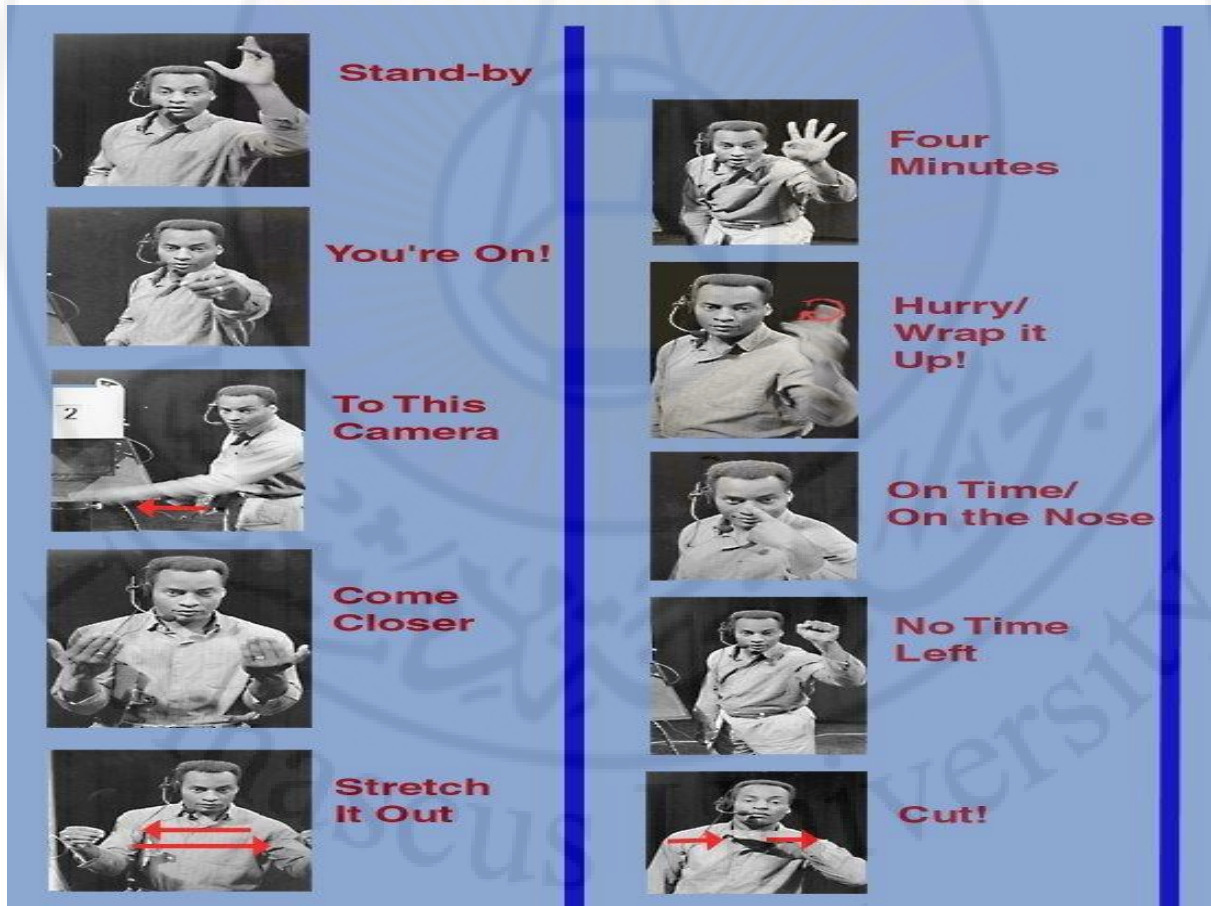 Stand-by
You're On!
2
To This
Camera
Come
Closer
Stretch
It Out
Four
Minutes
Hurry/
Wrap it
Up!
On Time/
On the Nose
No Time
Left
Cut!